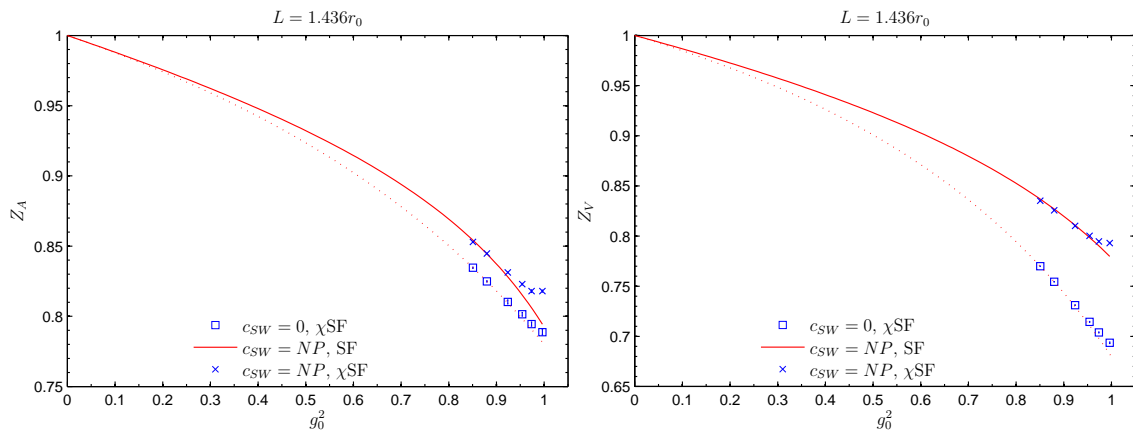 L = 1.436r₀
Z_A
1
0.95
0.9
0.85
0.8
0.75
0 0.1 0.2 0.3 0.4 0.5 0.6 0.7 0.8 0.9 1
g₀²
c_SW = 0, χSF
c_SW = NP, SF
c_SW = NP, χSF
L = 1.436r₀
Z_V
1
0.95
0.9
0.85
0.8
0.75
0.7
0.65
0 0.1 0.2 0.3 0.4 0.5 0.6 0.7 0.8 0.9 1
g₀²
c_SW = 0, χSF
c_SW = NP, SF
c_SW = NP, χSF